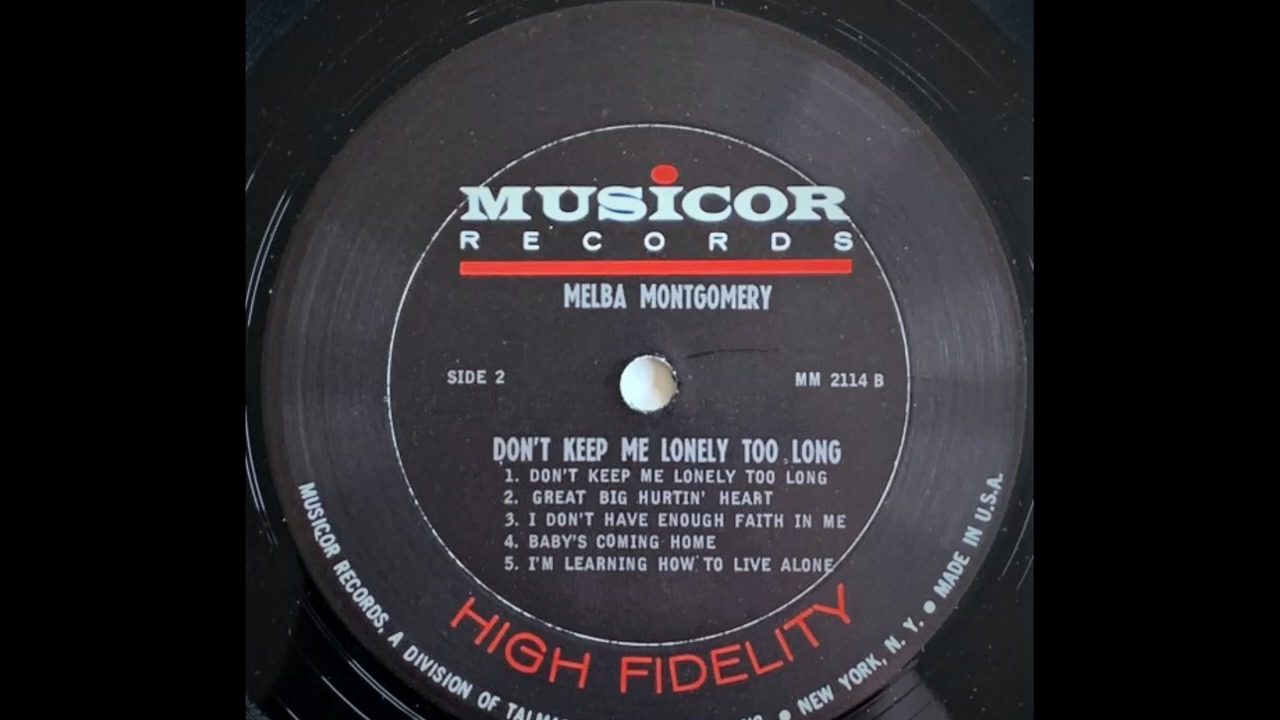 MUSiCOR
RECORDS
MELBA MONTGOMERY
SIDE 2
MM 2114 B
DON'T KEEP ME LONELY TOO LONG
1. DON'T KEEP ME LONELY TOO LONG
2. GREAT BIG HURTIN' HEART
3. I DON'T HAVE ENOUGH FAITH IN ME
4. BABY'S COMING HOME
5. I'M LEARNING HOW TO LIVE ALONE
HIGH FIDELITY
MUSICOR RECORDS, A DIVISION OF ● NEW YORK, N. Y. ● MADE IN U.S.A.